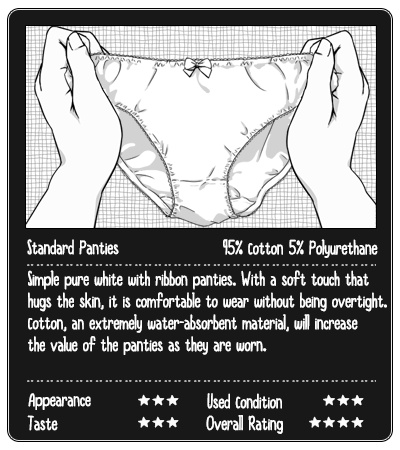 Standard Panties 95% Cotton 5% Polyurethane
Simple pure white with ribbon panties. With a soft touch that
hugs the skin, it is comfortable to wear without being overtight.
Cotton, an extremely water-absorbent material, will increase
the value of the panties as they are worn.
Appearance ★★★ Used Condition ★★★
Taste ★★★ Overall Rating ★★★★